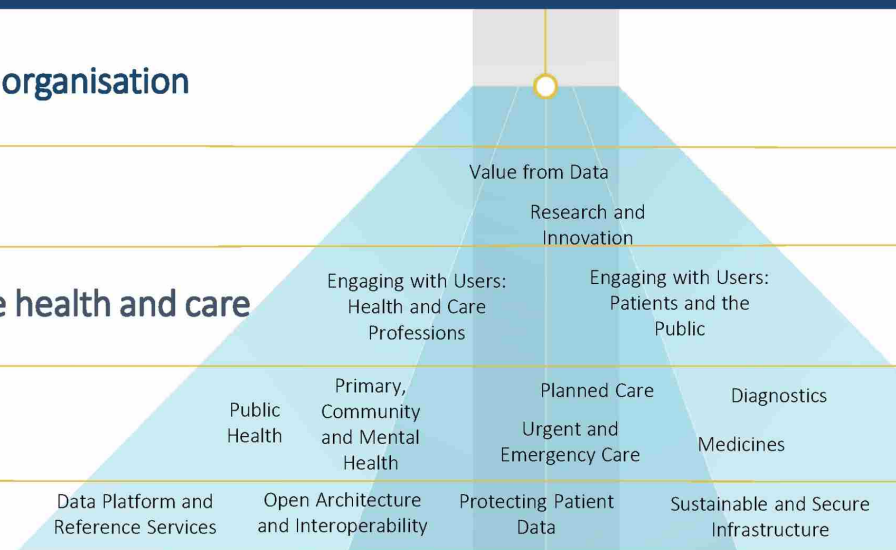 organisation
Value from Data
Research and
Innovation
e health and care
Engaging with Users:
Health and Care
Professions
Engaging with Users:
Patients and the
Public
Public
Health
Primary,
Community
and Mental
Health
Planned Care
Urgent and
Emergency Care
Diagnostics
Medicines
Data Platform and
Reference Services
Open Architecture
and Interoperability
Protecting Patient
Data
Sustainable and Secure
Infrastructure